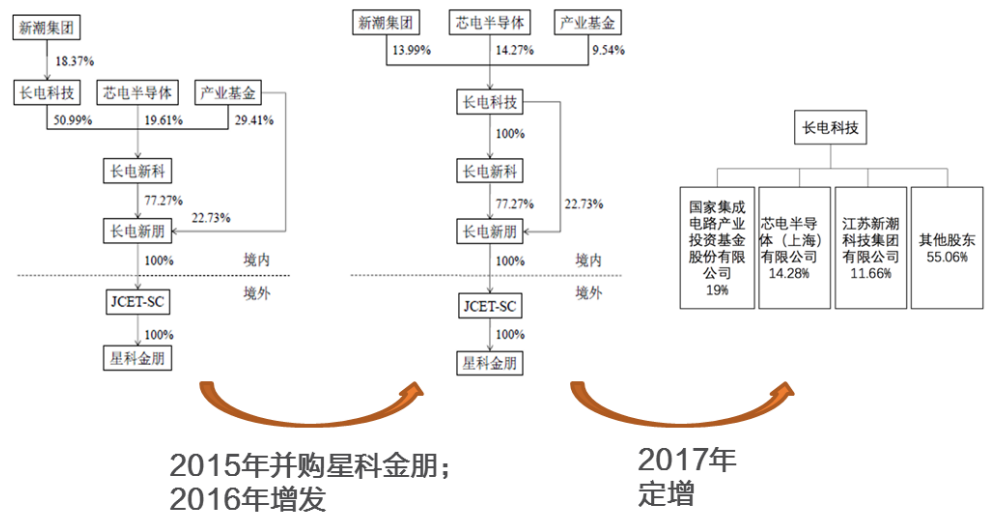 新潮集团
18.37%
长电科技
芯电半导体
产业基金
50.99%
19.61%
29.41%
长电新科
77.27%
22.73%
长电新朋
100%
境内
境外
JCET-SC
100%
星科金朋
新潮集团
芯电半导体
产业基金
13.99%
14.27%
9.54%
长电科技
100%
长电新科
77.27%
22.73%
长电新朋
100%
境内
境外
JCET-SC
100%
星科金朋
长电科技
国家集成
电路产业
投资基金
股份有限
公司
19%
芯电半导
体（上海）
有限公司
14.28%
江苏新潮
科技集团
有限公司
11.66%
其他股东
55.06%
2015年并购星科金朋；
2016年增发
2017年
定增